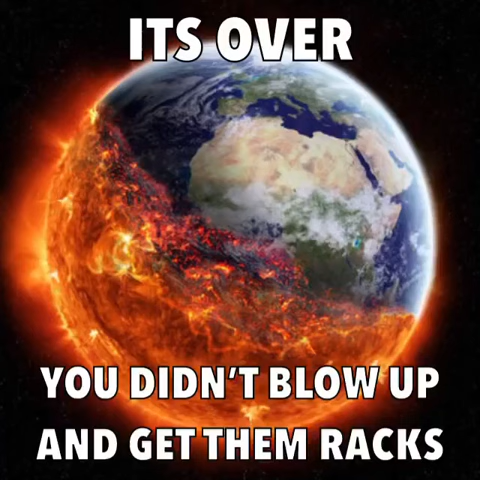 ITS OVER
YOU DIDN'T BLOW UP
AND GET THEM RACKS